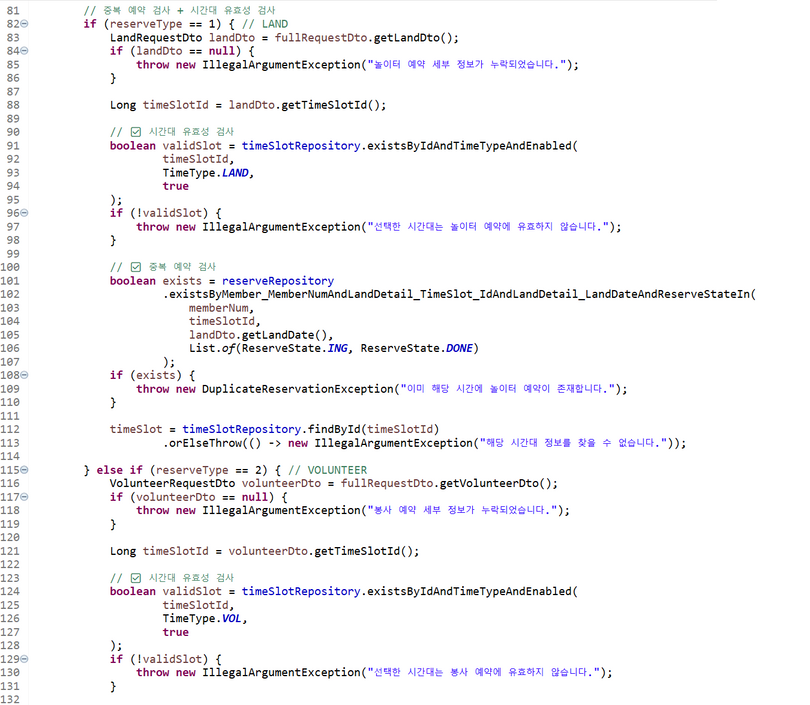 81 // 중복 예약 검사 + 시간대 유효성 검사
82 if (reserveType == 1) { // LAND
83 LandRequestDto landDto = fullRequestDto.getLandDto();
84 if (landDto == null) {
85 throw new IllegalArgumentException("놀이터 예약 세부 정보가 누락되었습니다.");
86 }
87
88 Long timeSlotId = landDto.getTimeSlotId();
89
90 // ☑ 시간대 유효성 검사
91 boolean validSlot = timeSlotRepository.existsByIdAndTimeTypeAndEnabled(
92 timeSlotId,
93 TimeType.LAND,
94 true
95 );
96 if (!validSlot) {
97 throw new IllegalArgumentException("선택한 시간대는 놀이터 예약에 유효하지 않습니다.");
98 }
99
100 // ☑ 중복 예약 검사
101 boolean exists = reserveRepository
102 .existsByMember_MemberNumAndLandDetail_TimeSlot_IdAndLandDetail_LandDateAndReserveStateIn(
103 memberNum,
104 timeSlotId,
105 landDto.getLandDate(),
106 List.of(ReserveState.ING, ReserveState.DONE)
107 );
108 if (exists) {
109 throw new DuplicateReservationException("이미 해당 시간에 놀이터 예약이 존재합니다.");
110 }
111
112 timeSlot = timeSlotRepository.findById(timeSlotId)
113 .orElseThrow(() -> new IllegalArgumentException("해당 시간대 정보를 찾을 수 없습니다."));
114
115 } else if (reserveType == 2) { // VOLUNTEER
116 VolunteerRequestDto volunteerDto = fullRequestDto.getVolunteerDto();
117 if (volunteerDto == null) {
118 throw new IllegalArgumentException("봉사 예약 세부 정보가 누락되었습니다.");
119 }
120
121 Long timeSlotId = volunteerDto.getTimeSlotId();
122
123 // ☑ 시간대 유효성 검사
124 boolean validSlot = timeSlotRepository.existsByIdAndTimeTypeAndEnabled(
125 timeSlotId,
126 TimeType.VOL,
127 true
128 );
129 if (!validSlot) {
130 throw new IllegalArgumentException("선택한 시간대는 봉사 예약에 유효하지 않습니다.");
131 }
132